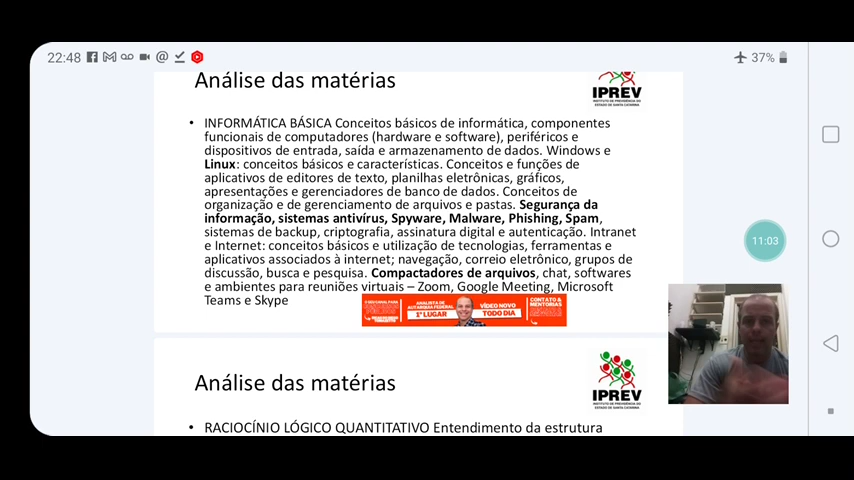 22:48
37%
Análise das matérias
IPREV
INSTITUTO DE PREVIDÊNCIA DO
ESTADO DE SANTA CATARINA
• INFORMÁTICA BÁSICA Conceitos básicos de informática, componentes
funcionais de computadores (hardware e software), periféricos e
dispositivos de entrada, saída e armazenamento de dados. Windows e
Linux: conceitos básicos e características. Conceitos e funções de
aplicativos de editores de texto, planilhas eletrônicas, gráficos,
apresentações e gerenciadores de banco de dados. Conceitos de
organização e de gerenciamento de arquivos e pastas. Segurança da
informação, sistemas antivírus, Spyware, Malware, Phishing, Spam,
sistemas de backup, criptografia, assinatura digital e autenticação. Intranet
e Internet: conceitos básicos e utilização de tecnologias, ferramentas e
aplicativos associados à internet; navegação, correio eletrônico, grupos de
discussão, busca e pesquisa. Compactadores de arquivos, chat, softwares
e ambientes para reuniões virtuais – Zoom, Google Meeting, Microsoft
Teams e Skype
ANALISTA DE
AUTARQUIA FEDERAL
1º LUGAR
VÍDEO NOVO
TODO DIA
CONTATO &
MENTORIAS
11:03
Análise das matérias
IPREV
INSTITUTO DE PREVIDÊNCIA DO
ESTADO DE SANTA CATARINA
• RACIOCÍNIO LÓGICO QUANTITATIVO Entendimento da estrutura